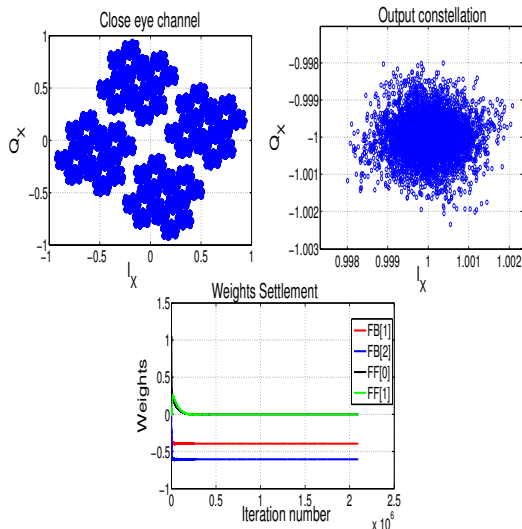 Close eye channel
1
0.5
0
−0.5
−1
Q_X
−1 −0.5 0 0.5 1
I_X
Output constellation
−0.998
−0.999
−1
−1.001
−1.002
−1.003
Q_X
0.998 0.999 1 1.001 1.002
I_X
Weights Settlement
1.5
1
0.5
0
−0.5
−1
Weights
FB[1]
FB[2]
FF[0]
FF[1]
0 0.5 1 1.5 2 2.5
Iteration number
x 10^6